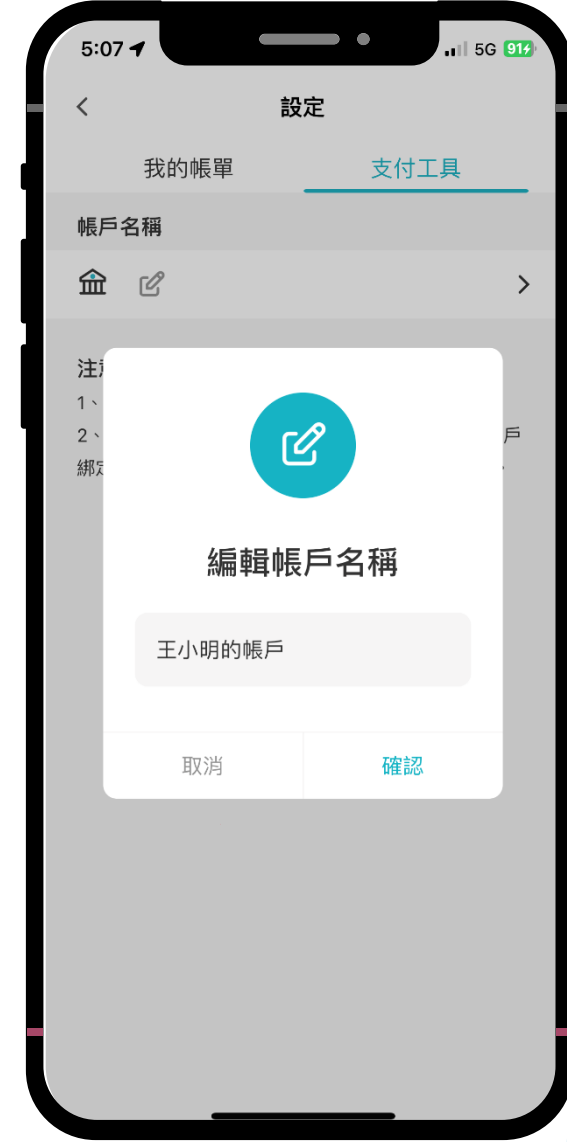 5:07 5G 91
設定
我的帳單 支付工具
帳戶名稱
注
1、
2、 戶
綁
編輯帳戶名稱
王小明的帳戶
取消 確認